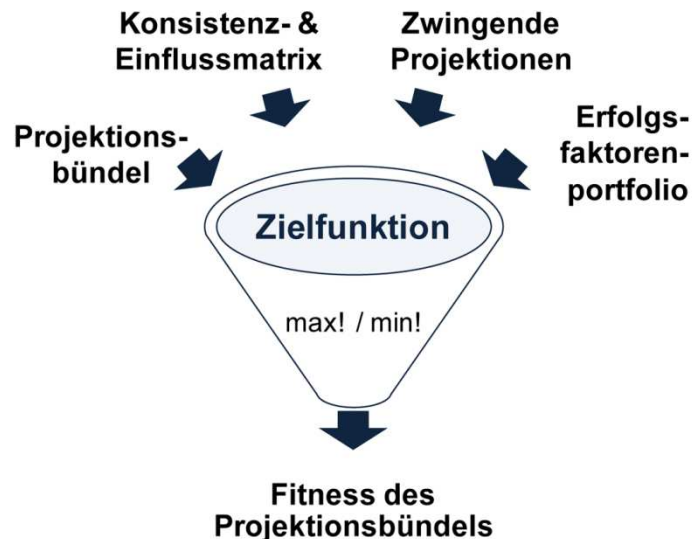 Konsistenz- &
Einflussmatrix
Zwingende
Projektionen
Projektions-
bündel
Erfolgs-
faktoren-
portfolio
Zielfunktion
max! / min!
Fitness des
Projektionsbündels